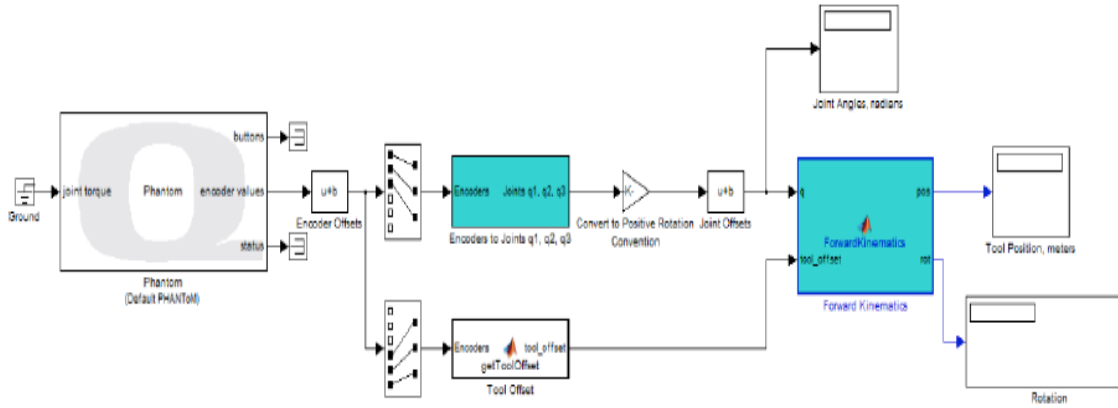 Joint Angles, radians
buttons
joint torque
Phantom
encoder values
status
Ground
Phantom
(Default PHANToM)
u+b
Encoder Offsets
Encoders
Joints q1, q2, q3
Encoders to Joints q1, q2, q3
K-
Convert to Positive Rotation
Convention
u+b
Joint Offsets
q
pos
ForwardKinematics
tool_offset
rot
Forward Kinematics
Tool Position, meters
Encoders
tool_offset
getToolOffset
Tool Offset
Rotation